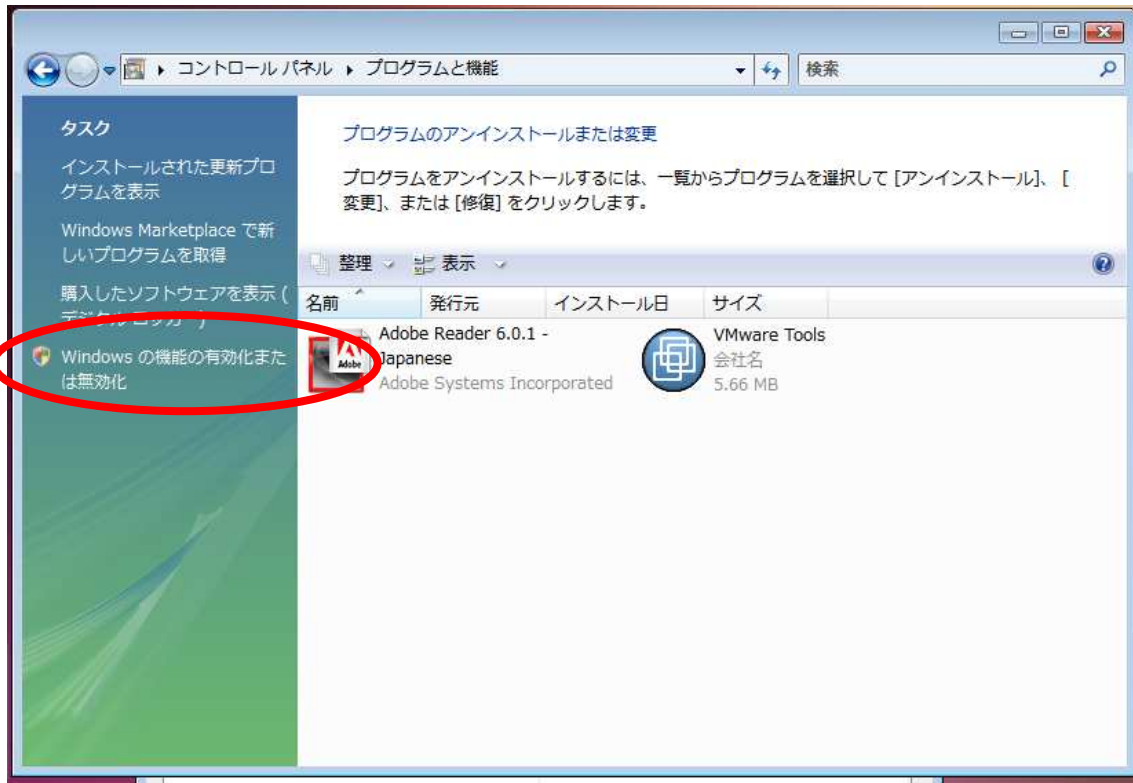 コントロール パネル ▸ プログラムと機能
検索
タスク
インストールされた更新プロ
グラムを表示
Windows Marketplace で新
しいプログラムを取得
購入したソフトウェアを表示 (
デジタル ロッカー)
Windows の機能の有効化また
は無効化
プログラムのアンインストールまたは変更
プログラムをアンインストールするには、一覧からプログラムを選択して [アンインストール]、 [
変更]、または [修復] をクリックします。
整理 表示
名前 発行元 インストール日 サイズ
Adobe
Adobe Reader 6.0.1 -
Japanese
Adobe Systems Incorporated
VMware Tools
会社名
5.66 MB